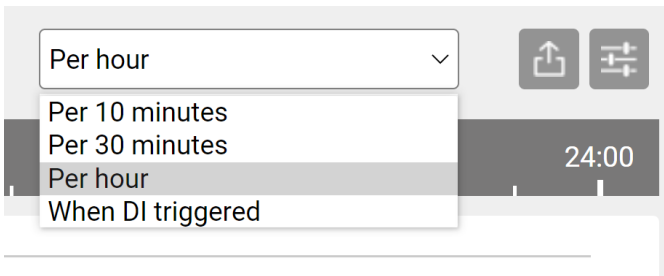 Per hour
Per 10 minutes
Per 30 minutes
Per hour
24:00
When DI triggered